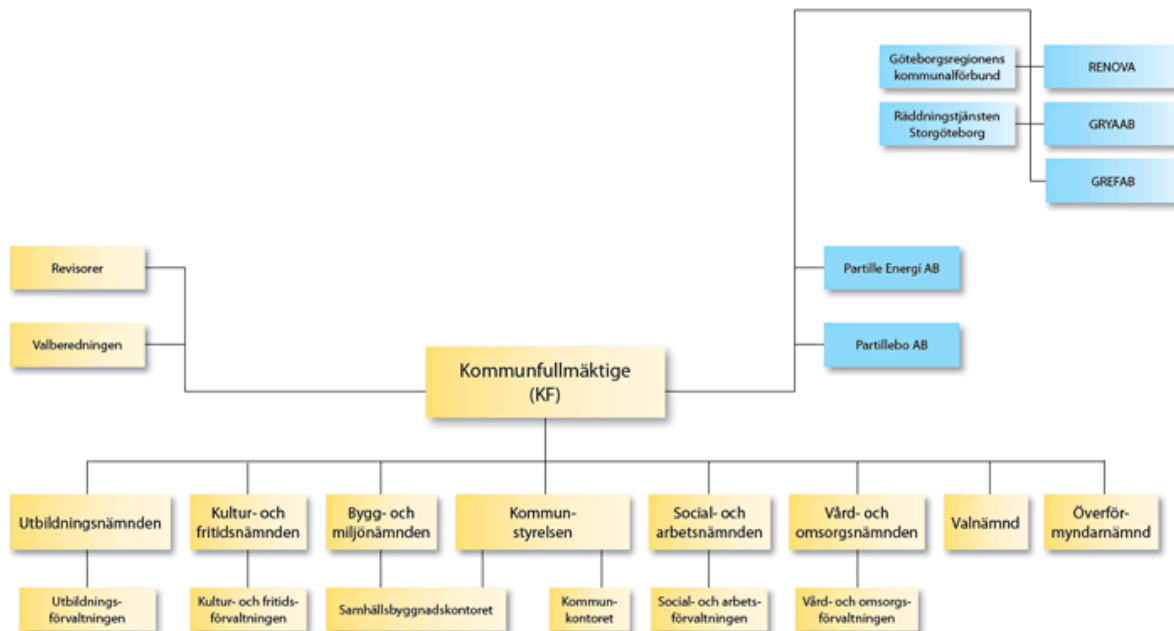 Göteborgsregionens
kommunalförbund
RENOVA
Räddningstjänsten
Storgöteborg
GRYAAB
GREFAB
Revisorer
Partille Energi AB
Valberedningen
Partillebo AB
Kommunfullmäktige
(KF)
Utbildningsnämnden
Kultur- och
fritidsnämnden
Bygg- och
miljönämnden
Kommun-
styrelsen
Social- och
arbetsnämnden
Vård- och
omsorgsnämnden
Valnämnd
Överför-
myndarnämnd
Utbildnings-
förvaltningen
Kultur- och fritids-
förvaltningen
Samhällsbyggnadskontoret
Kommun-
kontoret
Social- och arbets-
förvaltningen
Vård- och omsorgs-
förvaltningen